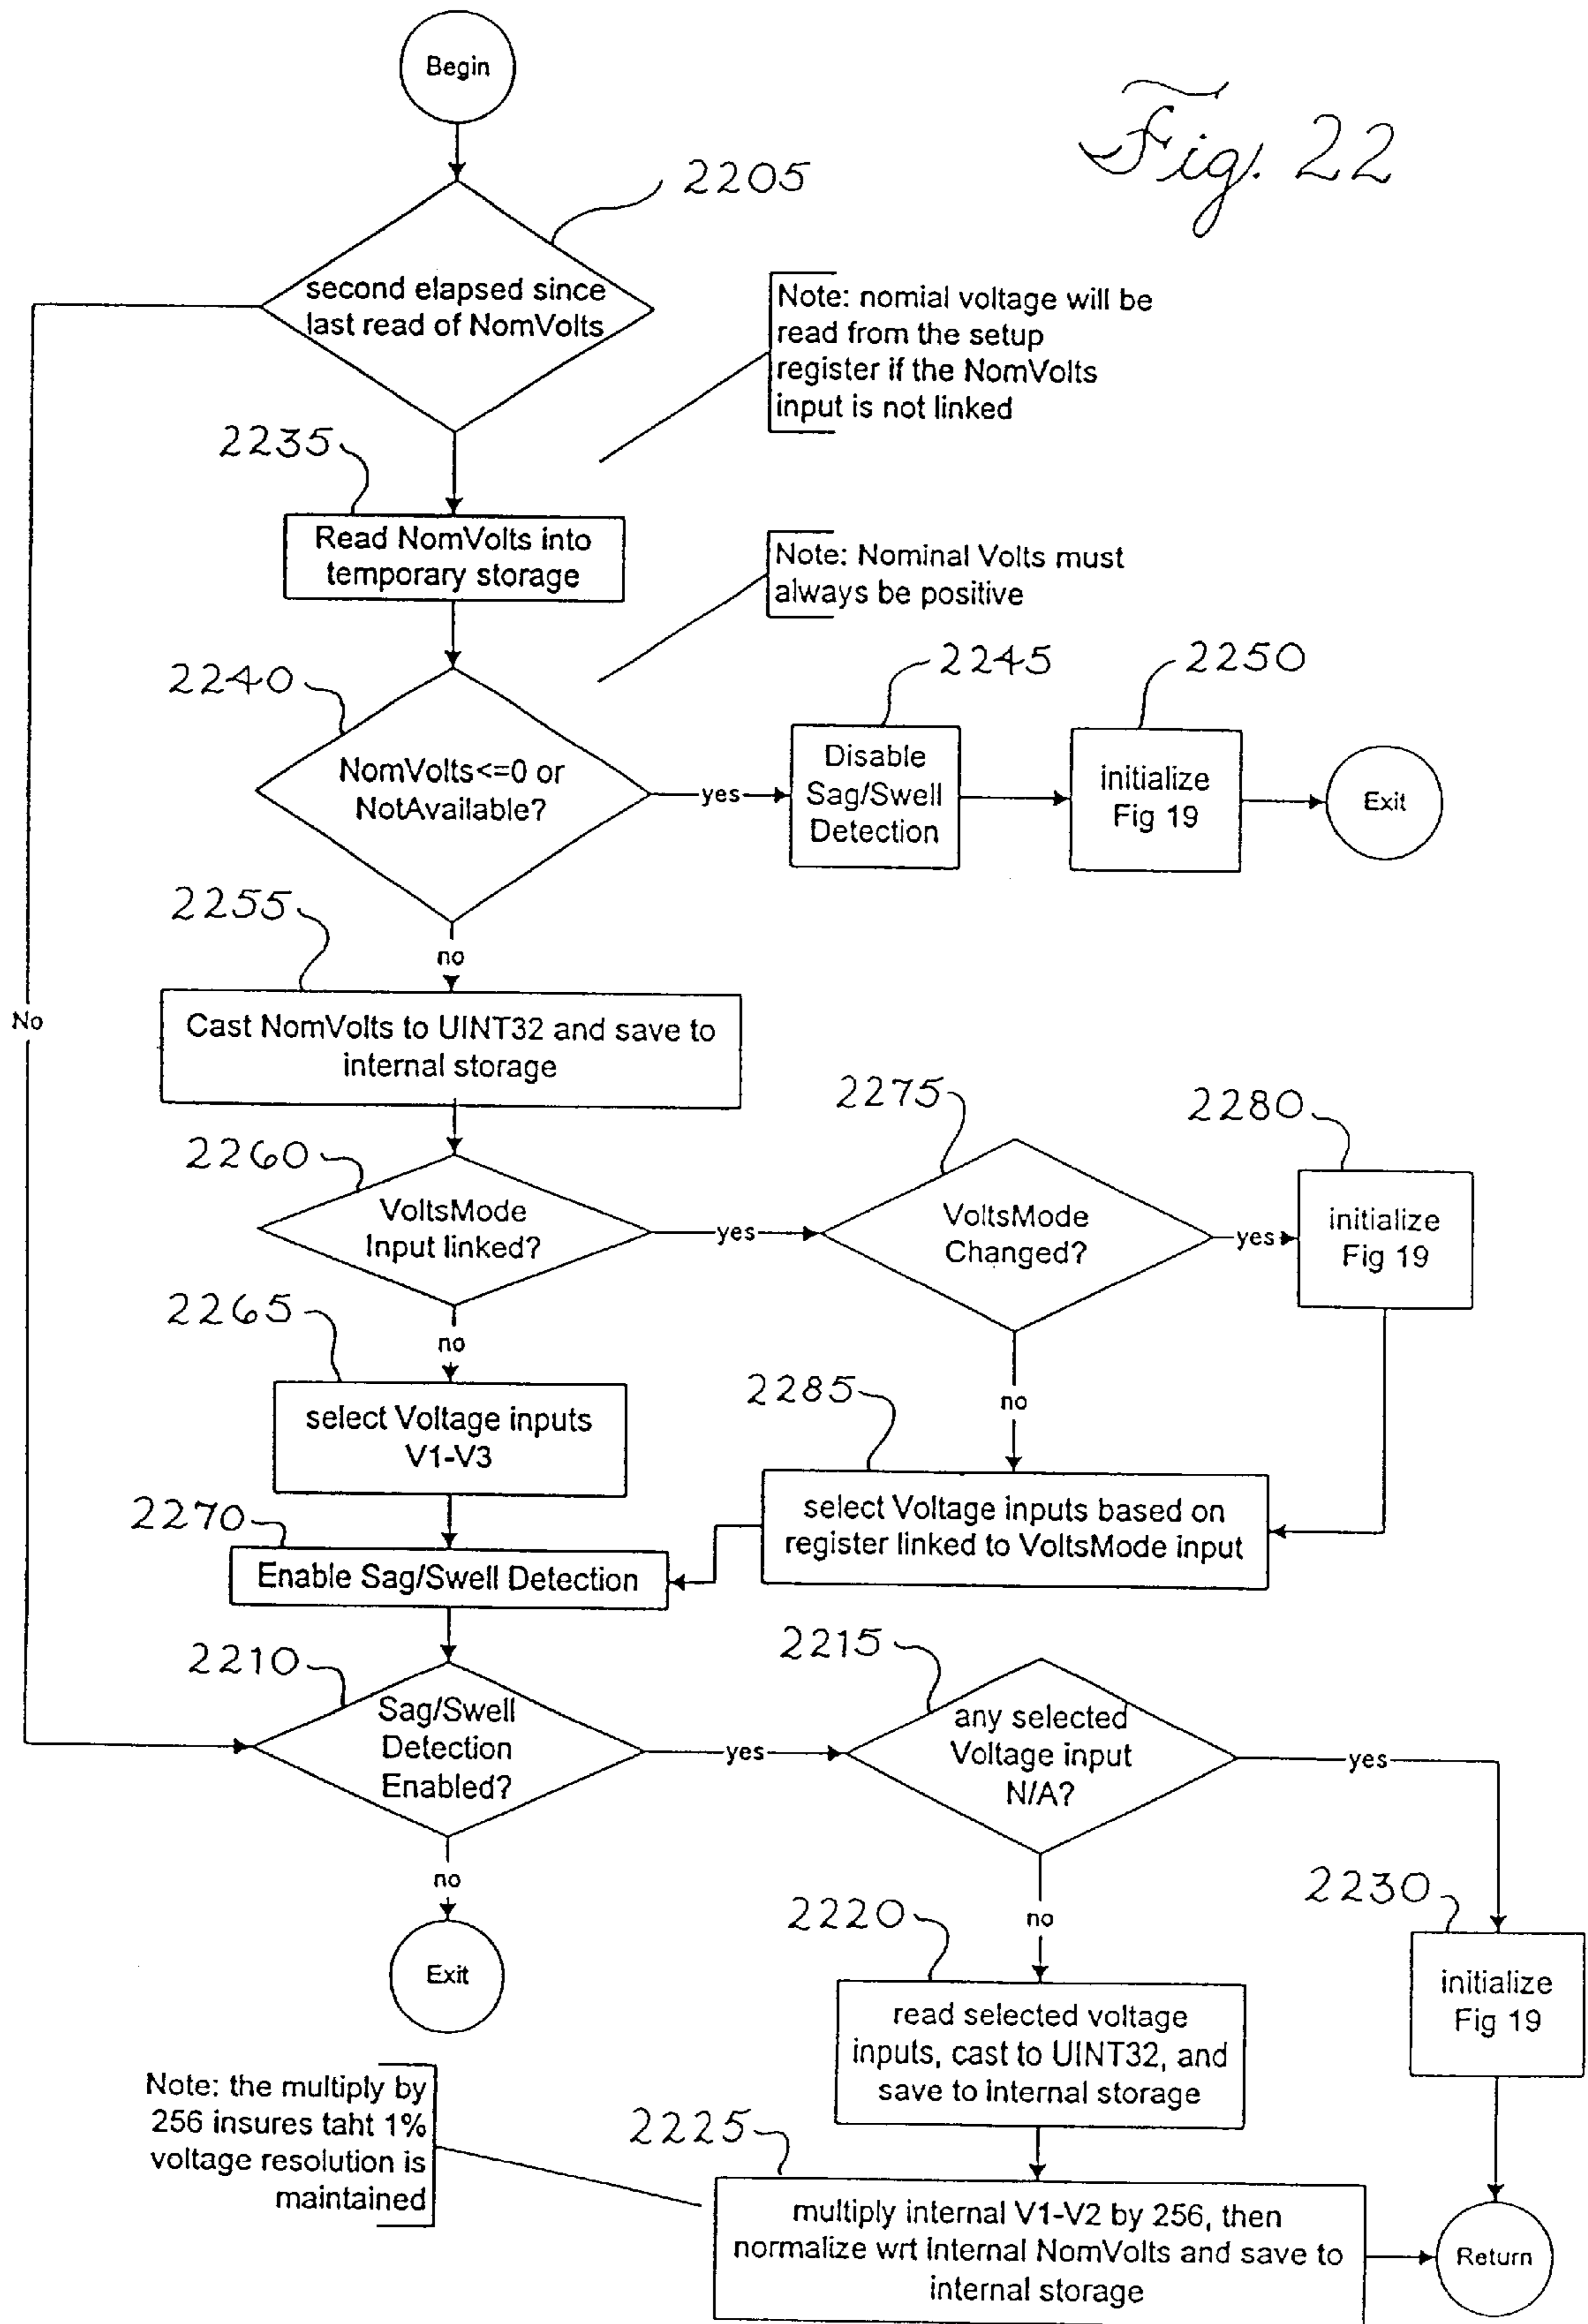 Begin
Fig. 22
2205
second elapsed since
last read of NomVolts
Note: nomial voltage will be
read from the setup
register if the NomVolts
input is not linked
2235
Read NomVolts into
temporary storage
Note: Nominal Volts must
always be positive
2240
2245
2250
NomVolts<=0 or
NotAvailable?
yes
Disable
Sag/Swell
Detection
initialize
Fig 19
Exit
2255
no
No
Cast NomVolts to UINT32 and save to
internal storage
2275
2280
2260
VoltsMode
Input linked?
yes
VoltsMode
Changed?
yes
initialize
Fig 19
2265
no
no
2285
select Voltage inputs
V1-V3
2270
select Voltage inputs based on
register linked to VoltsMode input
Enable Sag/Swell Detection
2210
2215
Sag/Swell
Detection
Enabled?
yes
any selected
Voltage input
N/A?
yes
no
2220
no
2230
Exit
read selected voltage
inputs, cast to UINT32, and
save to internal storage
initialize
Fig 19
Note: the multiply by
256 insures taht 1%
voltage resolution is
maintained
2225
multiply internal V1-V2 by 256, then
normalize wrt internal NomVolts and save to
internal storage
Return